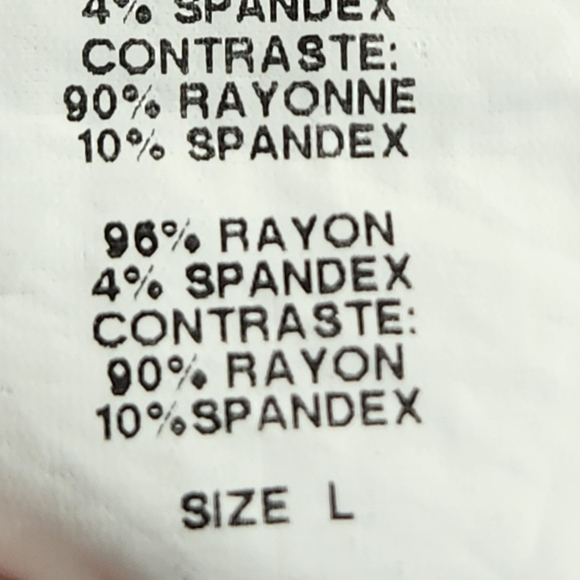 4% SPANDEX
CONTRASTE:
90% RAYONNE
10% SPANDEX
96% RAYON
4% SPANDEX
CONTRASTE:
90% RAYON
10%SPANDEX
SIZE L